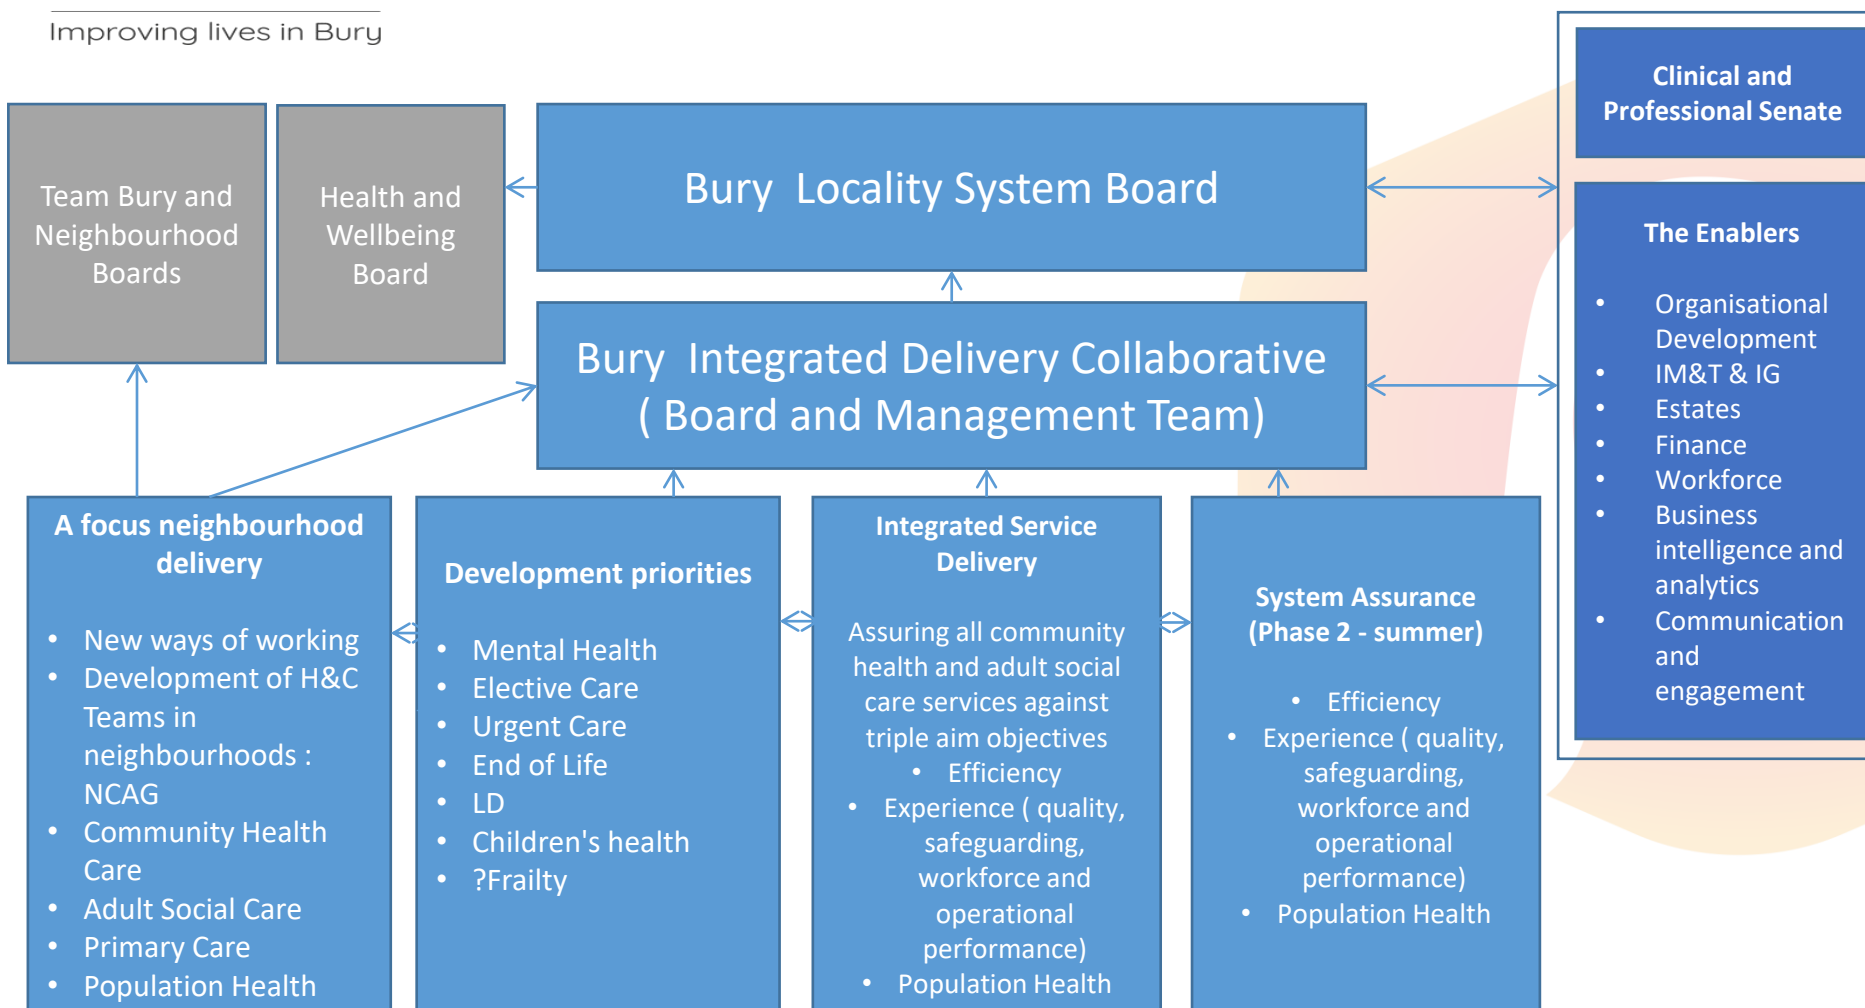 Improving lives in Bury
Team Bury and
Neighbourhood
Boards
Health and
Wellbeing
Board
Bury Locality System Board
Clinical and
Professional Senate
The Enablers
• Organisational
Development
• IM&T & IG
• Estates
• Finance
• Workforce
• Business
intelligence and
analytics
• Communication
and
engagement
Bury Integrated Delivery Collaborative
( Board and Management Team)
A focus neighbourhood
delivery
• New ways of working
• Development of H&C
Teams in
neighbourhoods :
NCAG
• Community Health
Care
• Adult Social Care
• Primary Care
• Population Health
Development priorities
• Mental Health
• Elective Care
• Urgent Care
• End of Life
• LD
• Children's health
• ?Frailty
Integrated Service
Delivery
Assuring all community
health and adult social
care services against
triple aim objectives
• Efficiency
• Experience ( quality,
safeguarding,
workforce and
operational
performance)
• Population Health
System Assurance
(Phase 2 - summer)
• Efficiency
• Experience ( quality,
safeguarding,
workforce and
operational
performance)
• Population Health